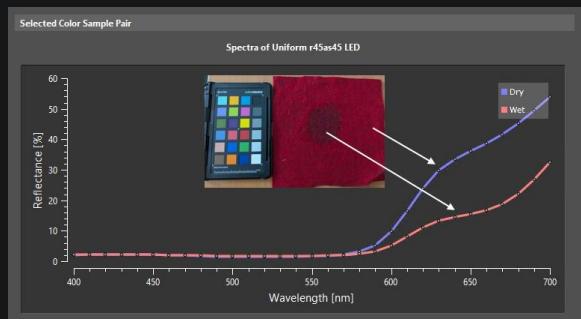 Selected Color Sample Pair
Spectra of Uniform r45as45 LED
Reflectance [%]
60
50
40
30
20
10
0
Dry
Wet
400
450
500
550
600
650
700
Wavelength [nm]